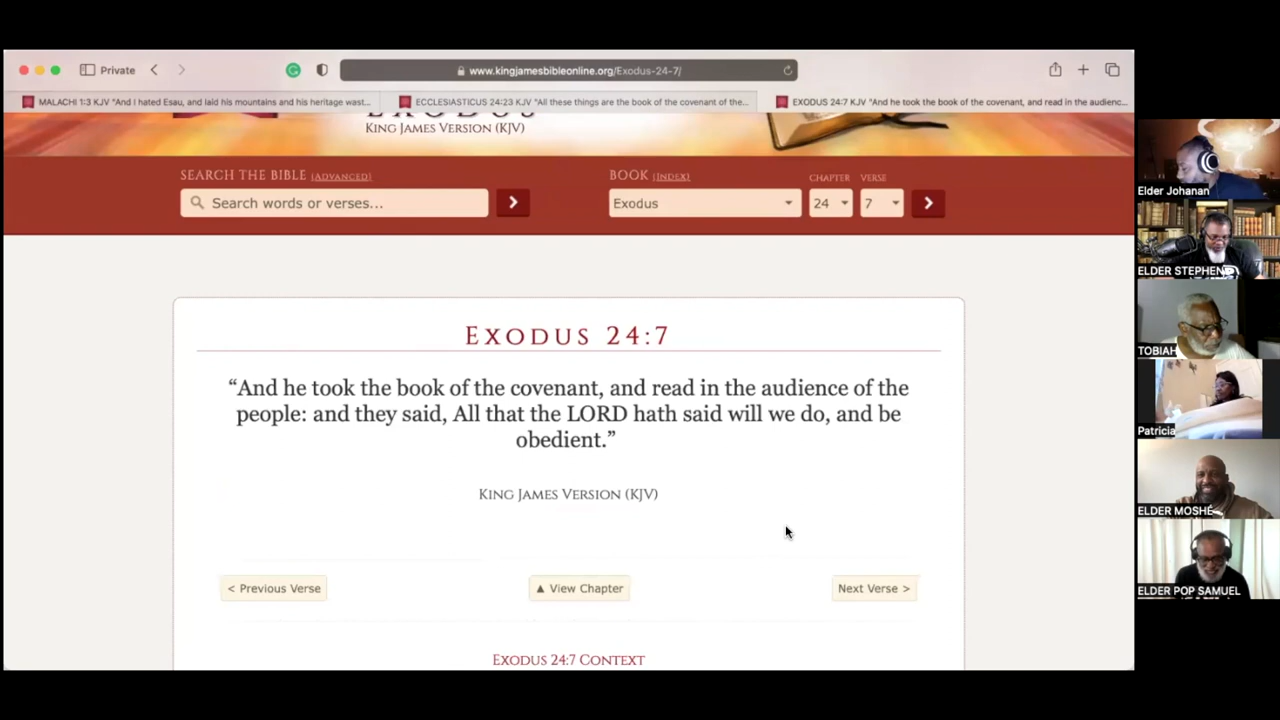 Private
www.kingjamesbibleonline.org/Exodus-24-7/
MALACHI 1:3 KJV "And I hated Esau, and laid his mountains and his heritage wast...
ECCLESIASTICUS 24:23 KJV "All these things are the book of the covenant of the...
EXODUS 24:7 KJV "And he took the book of the covenant, and read in the audienc...
EXODUS
King James Version (KJV)
SEARCH THE BIBLE [ADVANCED]
BOOK [INDEX]
CHAPTER
VERSE
Search words or verses...
Exodus
24
7
EXODUS 24:7
“And he took the book of the covenant, and read in the audience of the
people: and they said, All that the LORD hath said will we do, and be
obedient.”
King James Version (KJV)
< Previous Verse
▲ View Chapter
Next Verse >
Exodus 24:7 Context
Elder Johanan
ELDER STEPHEN
TOBIAH
Patricia
ELDER MOSHÉ
ELDER POP SAMUEL